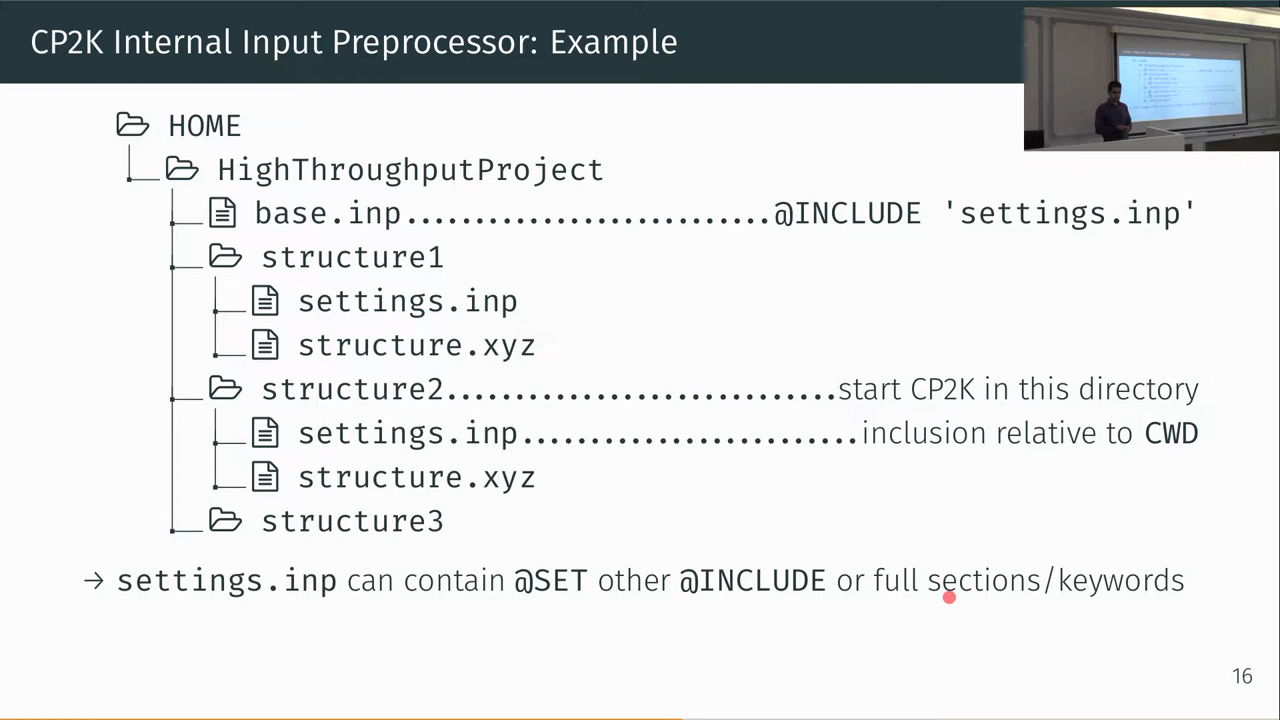 CP2K Internal Input Preprocessor: Example
HOME
HighThroughputProject
base.inp...........................@INCLUDE 'settings.inp'
structure1
settings.inp
structure.xyz
structure2.............................start CP2K in this directory
settings.inp.........................inclusion relative to CWD
structure.xyz
structure3
→ settings.inp can contain @SET other @INCLUDE or full sections/keywords
16